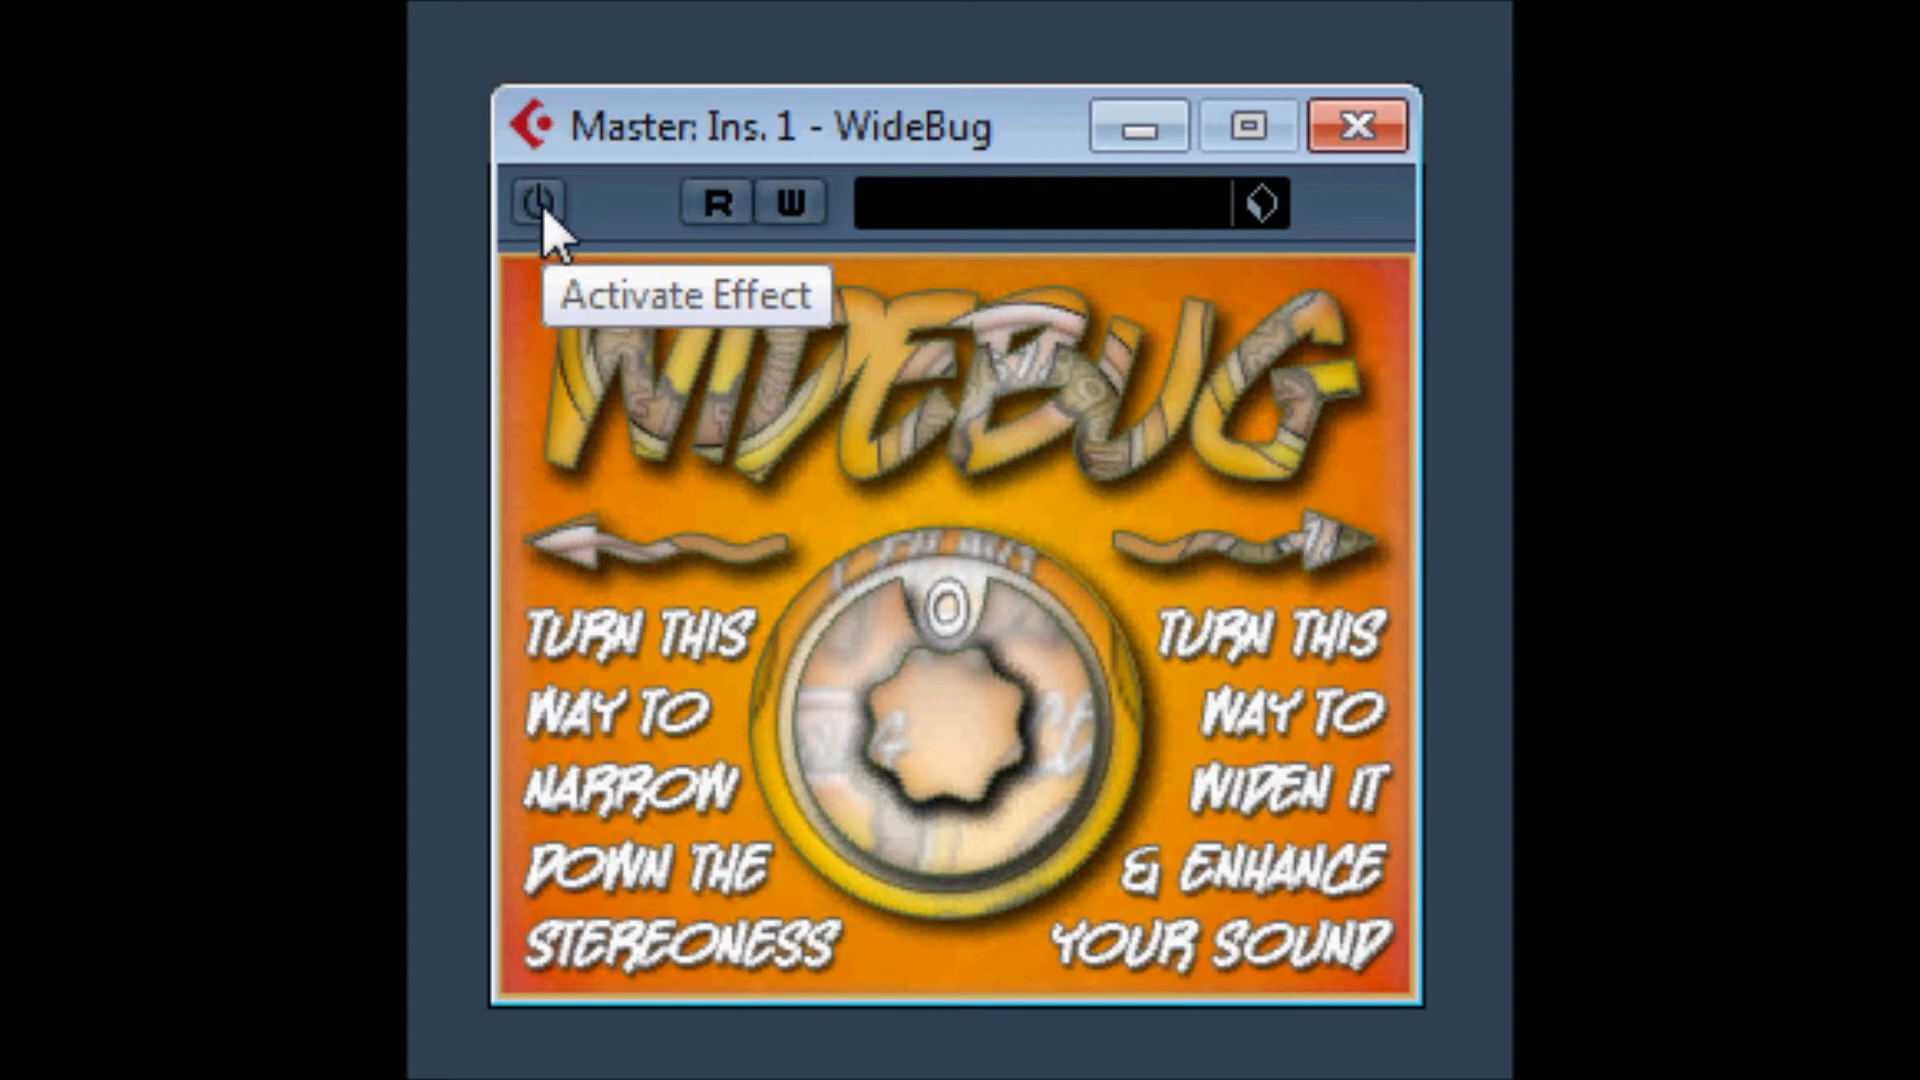 Master: Ins. 1 - WideBug
R W
Activate Effect
WIDEBUG
0
TURN THIS
WAY TO
NARROW
DOWN THE
STEREONESS
TURN THIS
WAY TO
WIDEN IT
& ENHANCE
YOUR SOUND